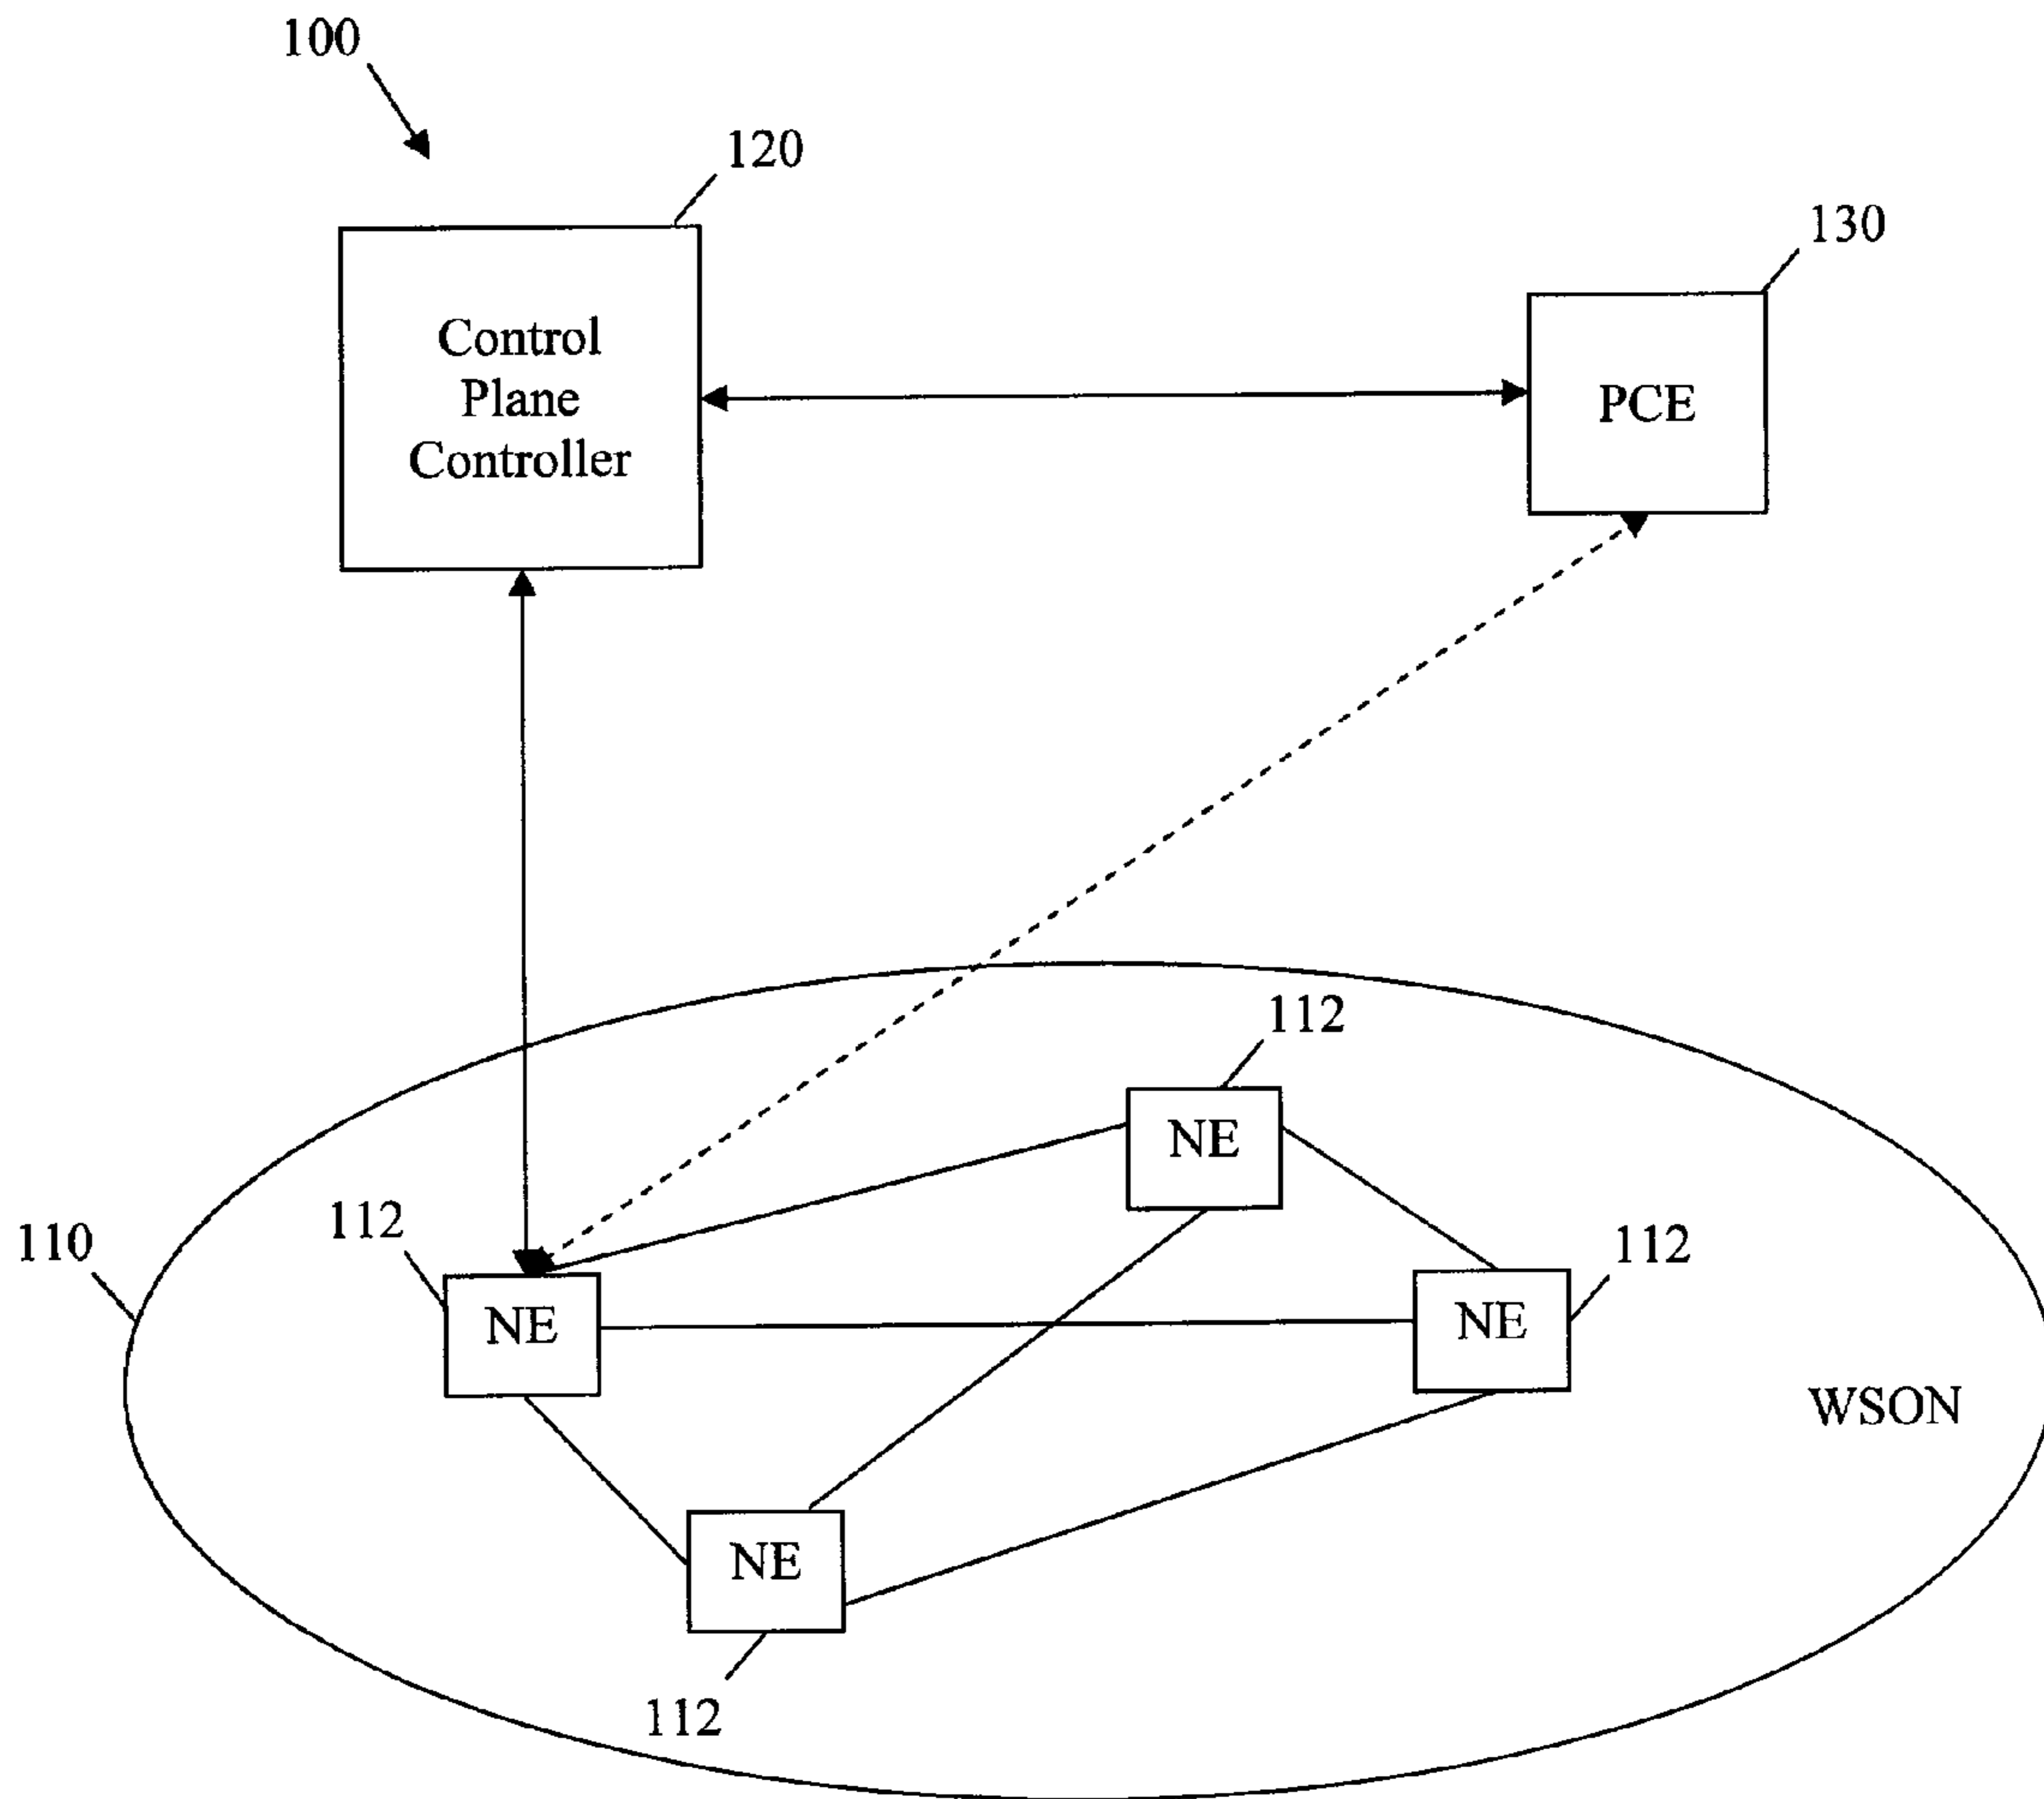 100
120
130
Control
Plane
Controller
PCE
112
NE
112
110
NE
112
NE
WSON
NE
112